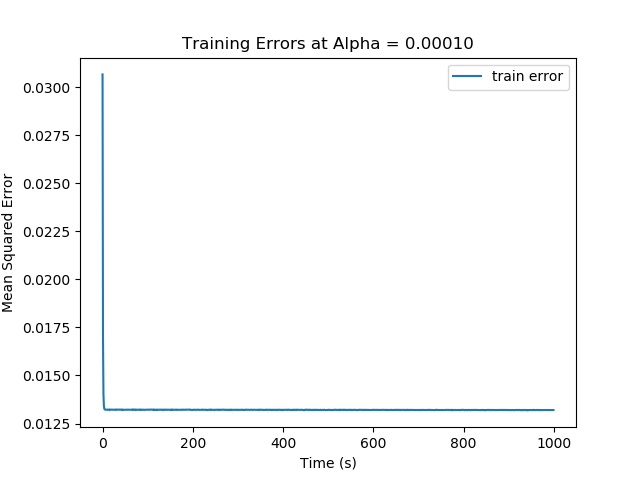 Training Errors at Alpha = 0.00010
train error
0.0300
0.0275
0.0250
0.0225
0.0200
0.0175
0.0150
0.0125
Mean Squared Error
0 200 400 600 800 1000
Time (s)